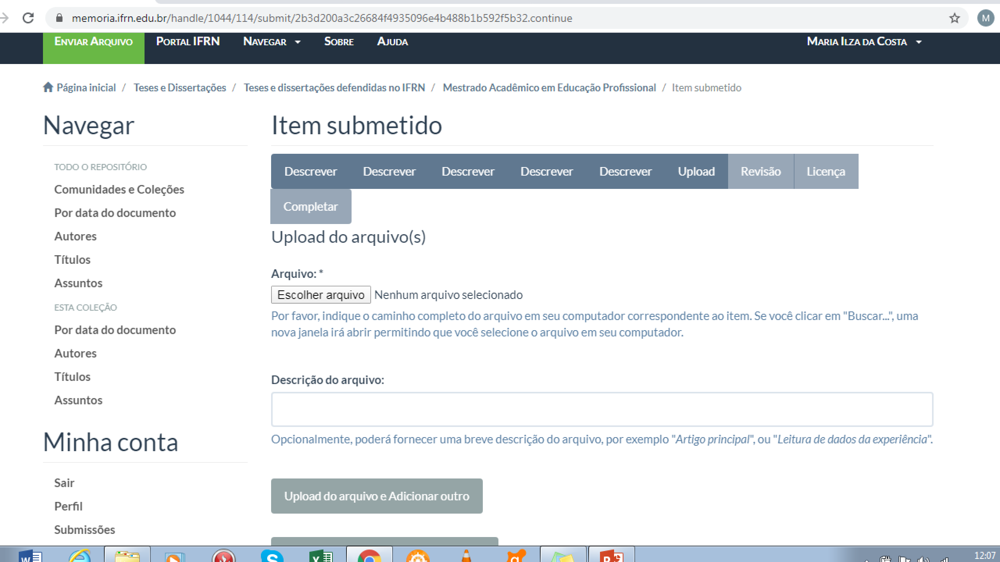 memoria.ifrn.edu.br/handle/1044/114/submit/2b3d200a3c26684f4935096e4b488b1b592f5b32.continue
M
Enviar Arquivo Portal IFRN Navegar Sobre Ajuda Maria Ilza da Costa
Página inicial / Teses e Dissertações / Teses e dissertações defendidas no IFRN / Mestrado Acadêmico em Educação Profissional / Item submetido
Navegar
TODO O REPOSITÓRIO
Comunidades e Coleções
Por data do documento
Autores
Títulos
Assuntos
ESTA COLEÇÃO
Por data do documento
Autores
Títulos
Assuntos
Minha conta
Sair
Perfil
Submissões
Item submetido
Descrever Descrever Descrever Descrever Descrever Upload Revisão Licença
Completar
Upload do arquivo(s)
Arquivo: *
Escolher arquivo Nenhum arquivo selecionado
Por favor, indique o caminho completo do arquivo em seu computador correspondente ao item. Se você clicar em "Buscar...", uma
nova janela irá abrir permitindo que você selecione o arquivo em seu computador.
Descrição do arquivo:
Opcionalmente, poderá fornecer uma breve descrição do arquivo, por exemplo "Artigo principal", ou "Leitura de dados da experiência".
Upload do arquivo e Adicionar outro
12:07